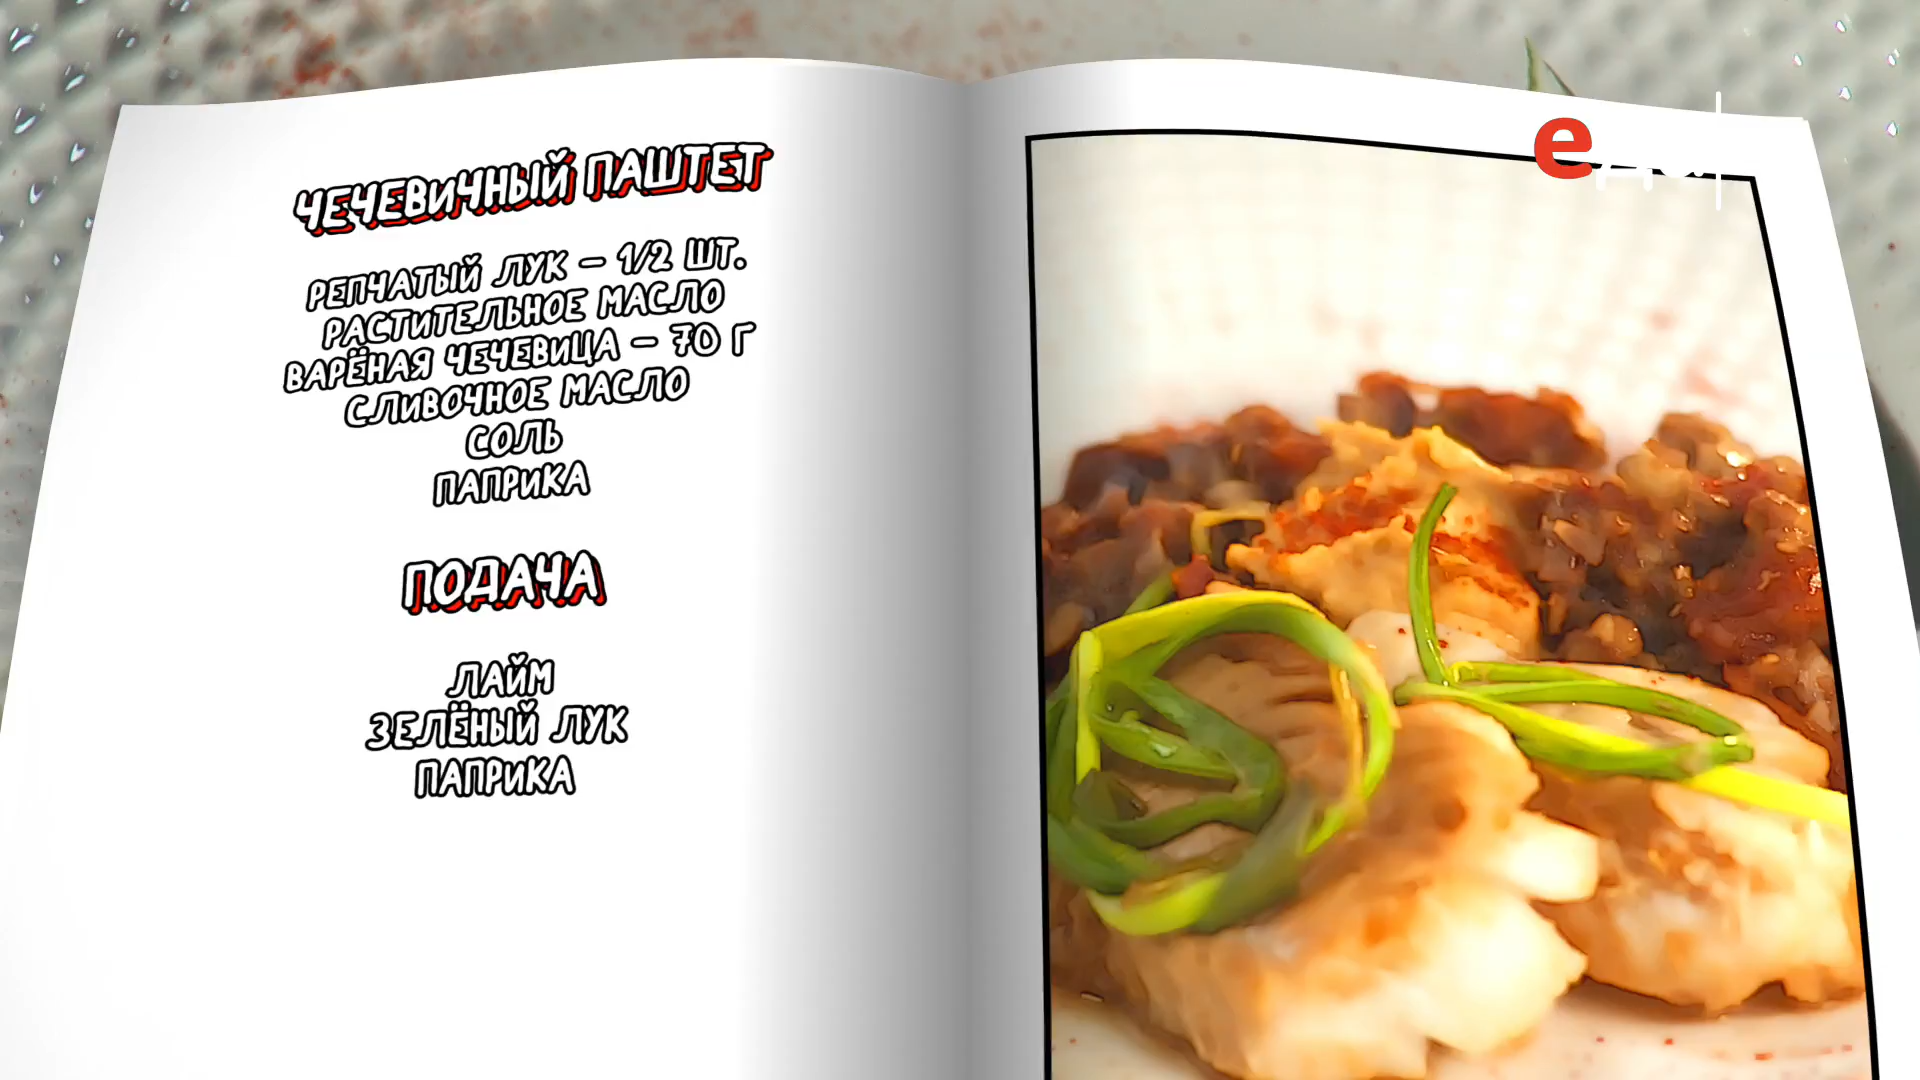 ЧЕЧЕВИЧНЫЙ ПАШТЕТ
РЕПЧАТЫЙ ЛУК – 1/2 ШТ.
РАСТИТЕЛЬНОЕ МАСЛО
ВАРЁНАЯ ЧЕЧЕВИЦА – 70 Г
СЛИВОЧНОЕ МАСЛО
СОЛЬ
ПАПРИКА
ПОДАЧА
ЛАЙМ
ЗЕЛЁНЫЙ ЛУК
ПАПРИКА
еда